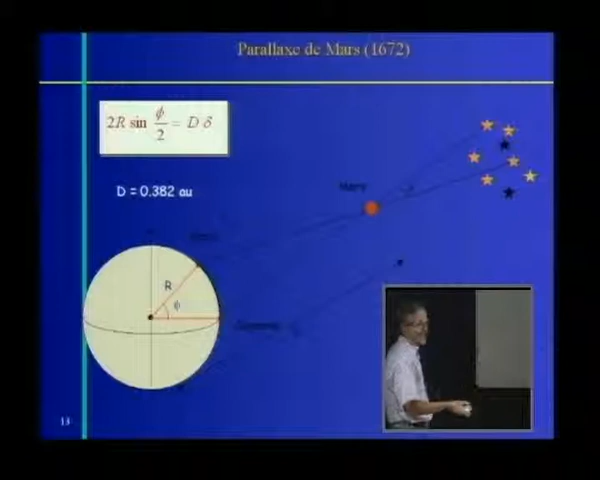 Parallaxe de Mars (1672)
2R sin ϕ/2 = D δ
D = 0.382 au
Mars
R
ϕ
13